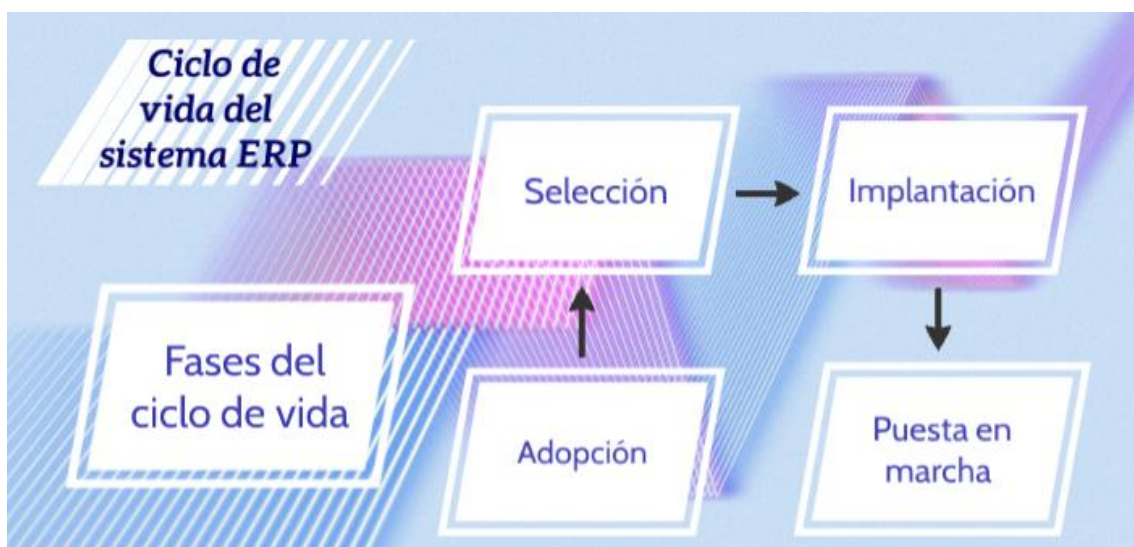 Ciclo de
vida del
sistema ERP
Fases del
ciclo de vida
Adopción
Selección
Implantación
Puesta en
marcha